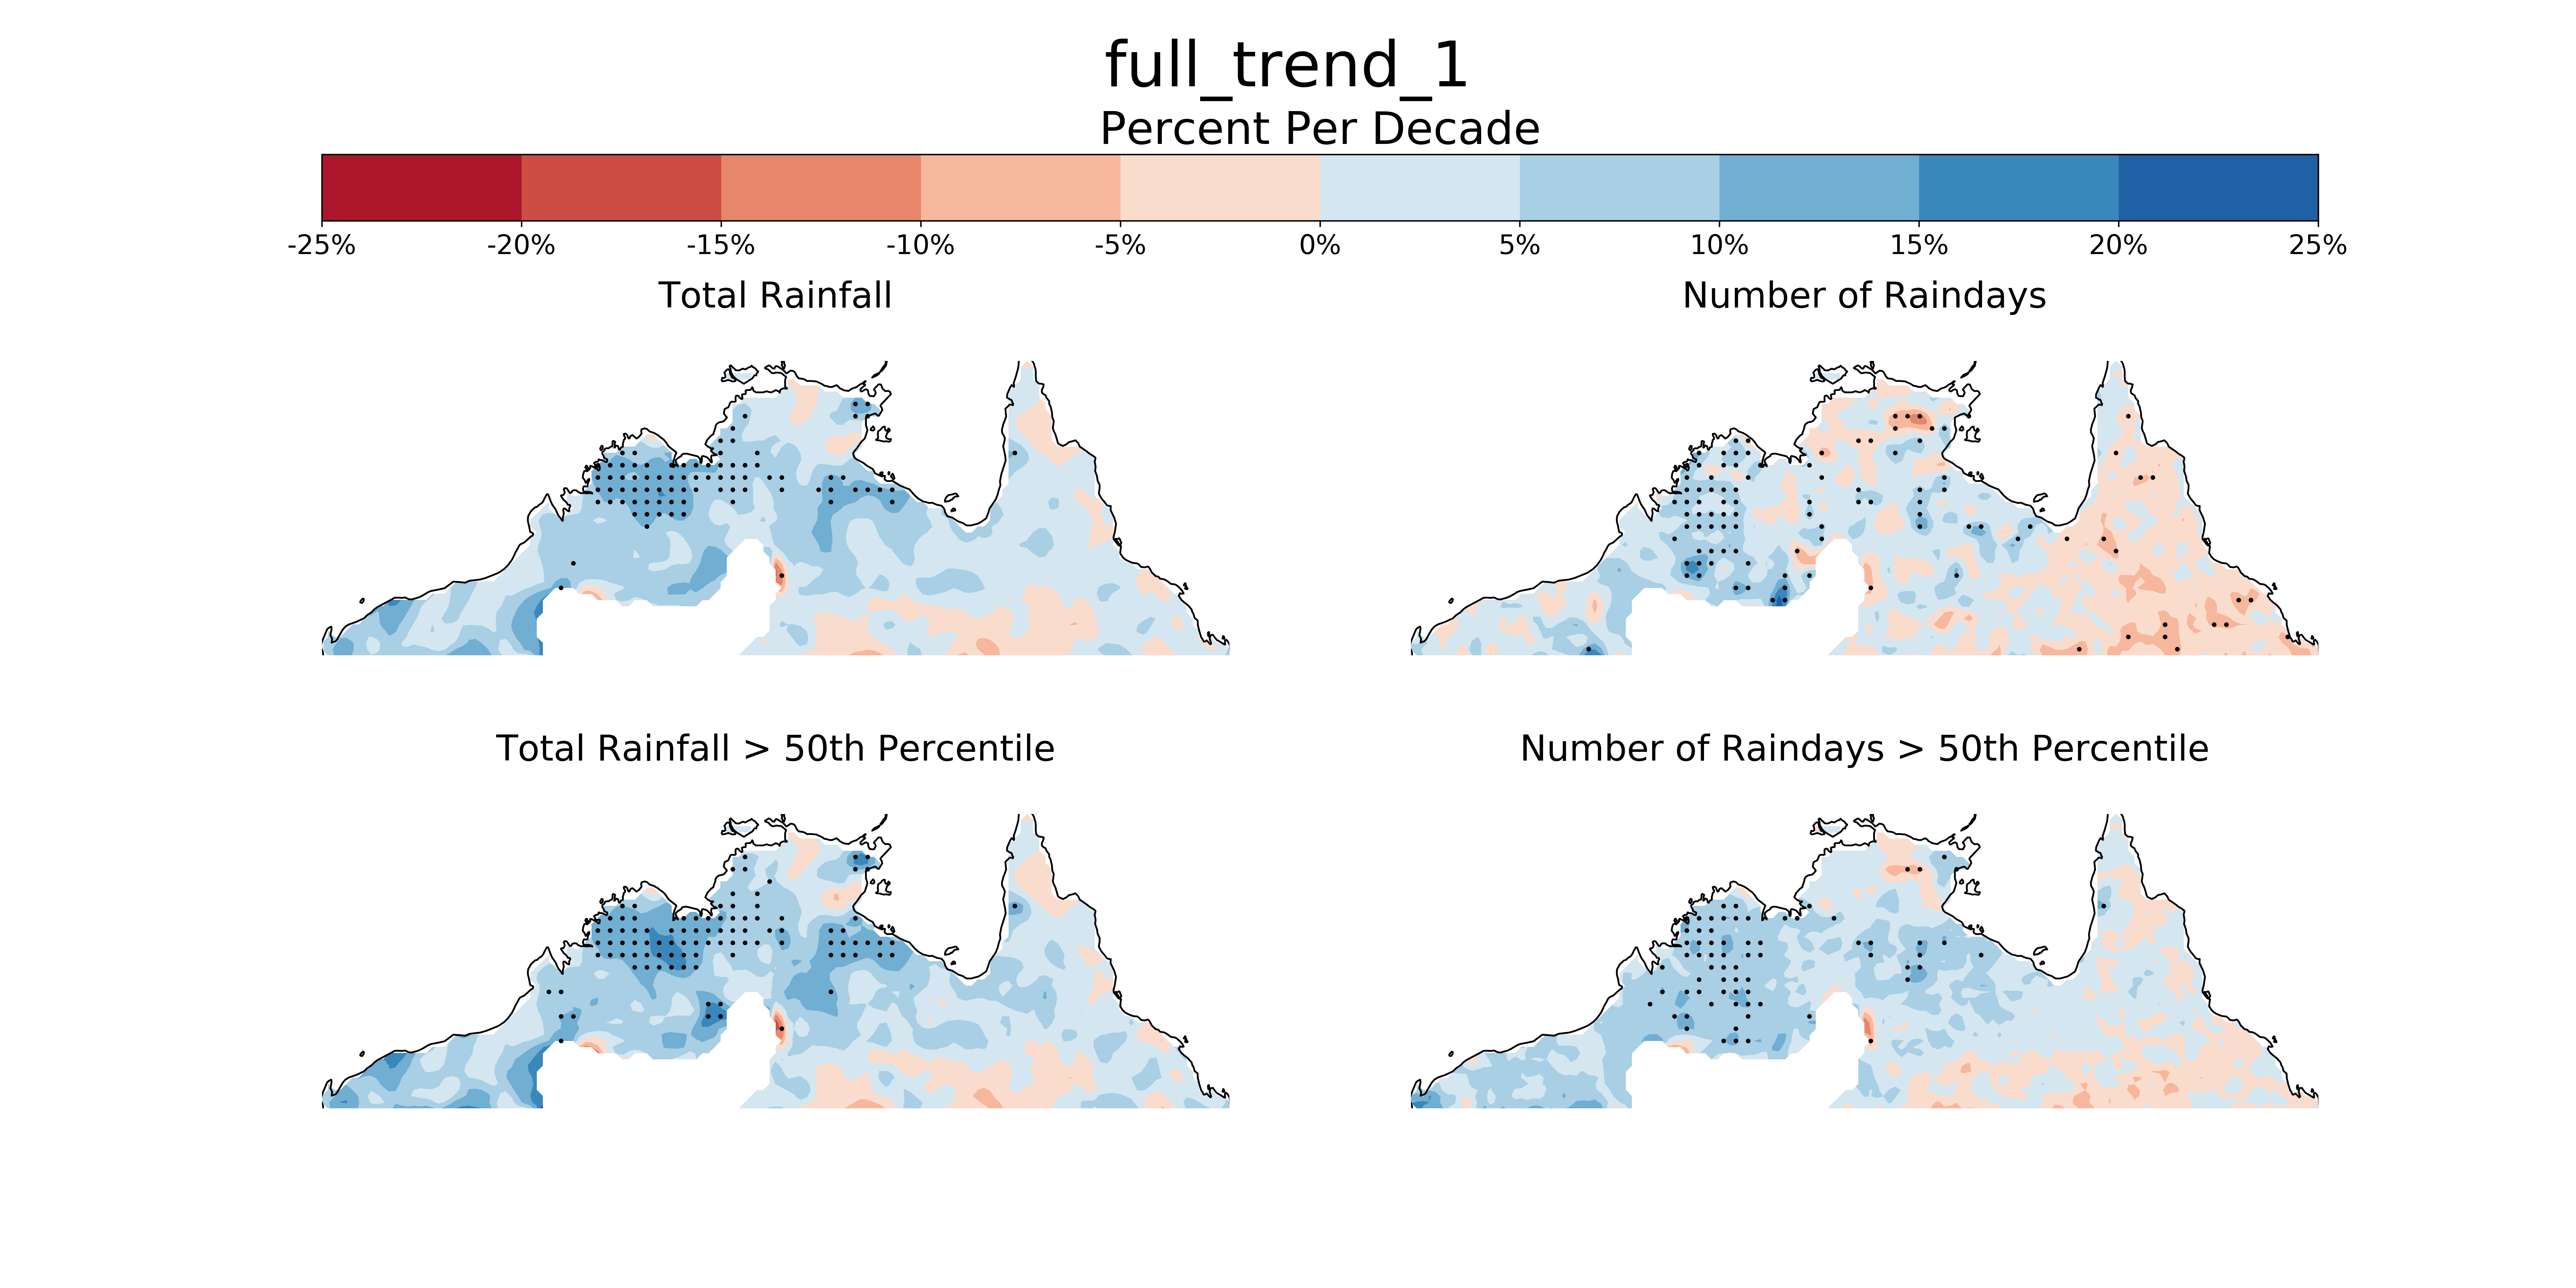 full_trend_1
Percent Per Decade
-25% -20% -15% -10% -5% 0% 5% 10% 15% 20% 25%
Total Rainfall
Number of Raindays
Total Rainfall > 50th Percentile
Number of Raindays > 50th Percentile